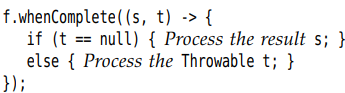 f.whenComplete((s, t) -> {
if (t == null) { Process the result s; }
else { Process the Throwable t; }
});